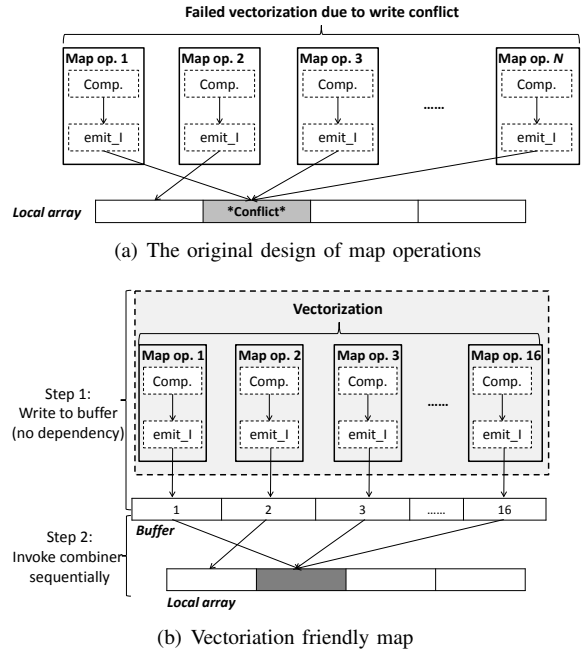 Failed vectorization due to write conflict
Map op. 1 Map op. 2 Map op. 3 Map op. N
Comp. Comp. Comp. Comp.
......
emit_I emit_I emit_I emit_I
Local array *Conflict*
(a) The original design of map operations
Vectorization
Map op. 1 Map op. 2 Map op. 3 Map op. 16
Comp. Comp. Comp. Comp.
......
emit_I emit_I emit_I emit_I
Step 1:
Write to buffer
(no dependency)
1 2 3 ...... 16
Buffer
Step 2:
Invoke combiner
sequentially
Local array
(b) Vectoriation friendly map